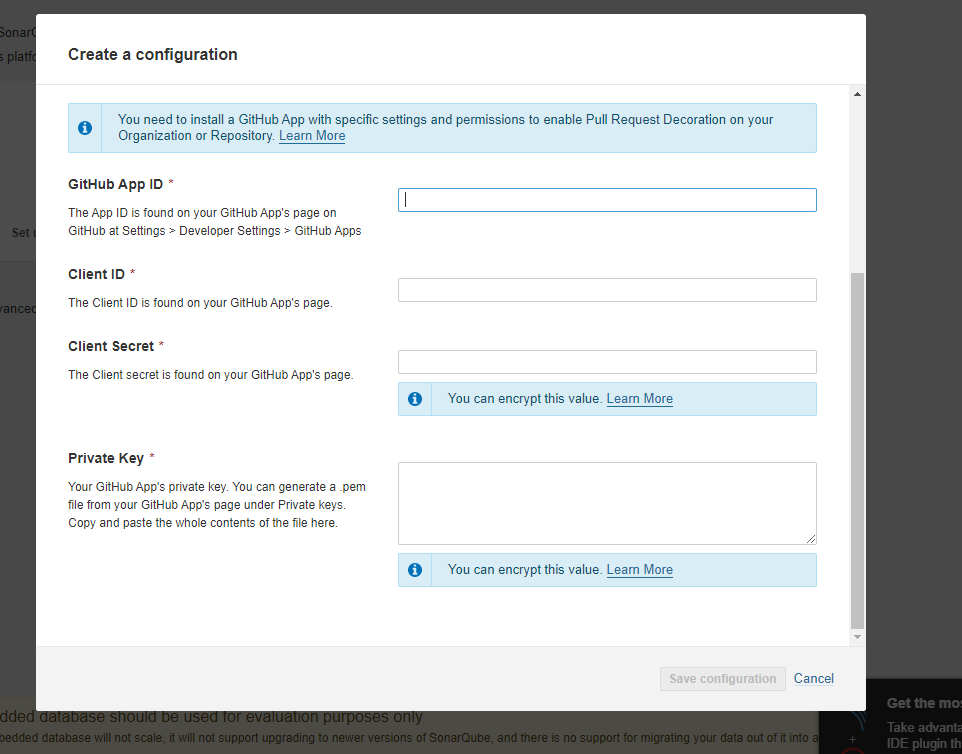 Create a configuration
You need to install a GitHub App with specific settings and permissions to enable Pull Request Decoration on your
Organization or Repository. Learn More
GitHub App ID *
The App ID is found on your GitHub App's page on
GitHub at Settings > Developer Settings > GitHub Apps
Client ID *
The Client ID is found on your GitHub App's page.
Client Secret *
The Client secret is found on your GitHub App's page.
You can encrypt this value. Learn More
Private Key *
Your GitHub App's private key. You can generate a .pem
file from your GitHub App's page under Private keys.
Copy and paste the whole contents of the file here.
You can encrypt this value. Learn More
Save configuration Cancel
Set
database should be used for evaluation purposes only
database will not scale, it will not support upgrading to newer versions of SonarQube, and there is no support for migrating your data out of it into a
Get the
Take
IDE plugin